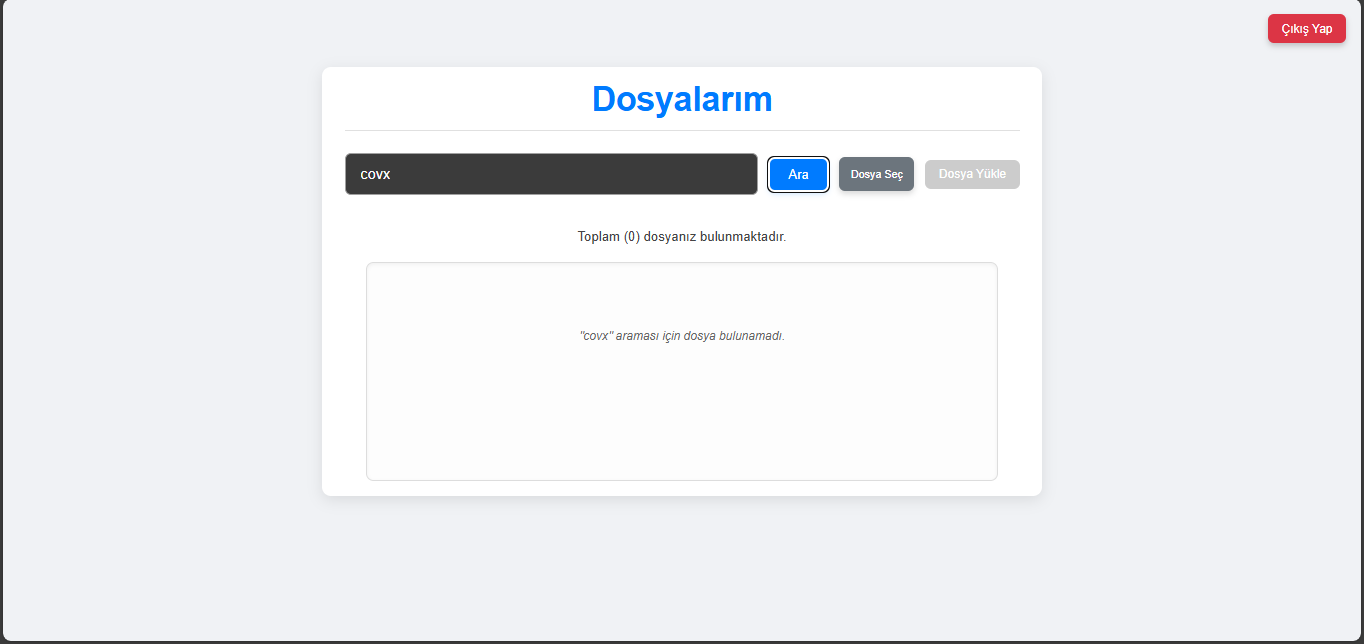 Çıkış Yap
Dosyalarım
covx
Ara
Dosya Seç
Dosya Yükle
Toplam (0) dosyanız bulunmaktadır.
"covx" araması için dosya bulunamadı.